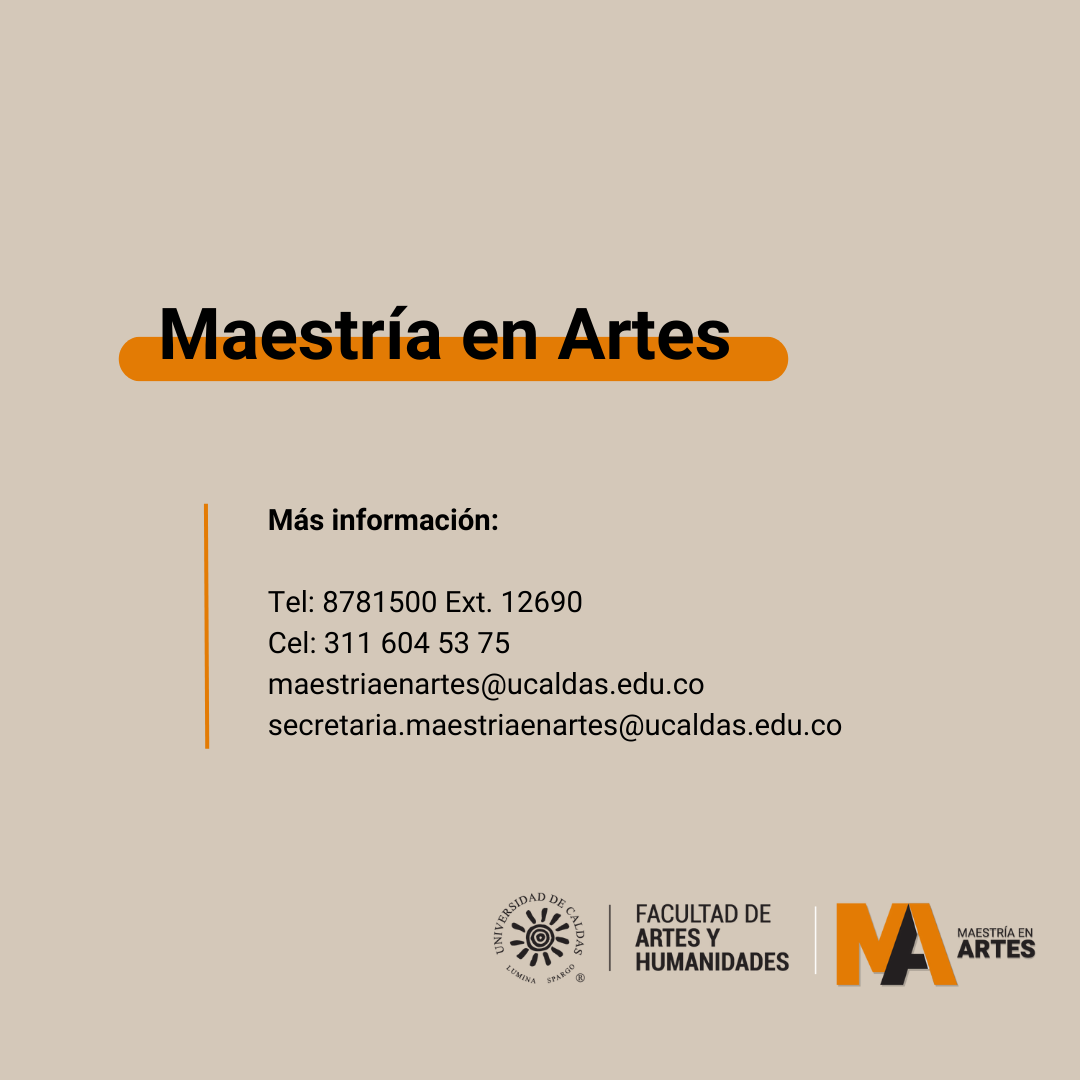 Maestría en Artes
Más información:
Tel: 8781500 Ext. 12690
Cel: 311 604 53 75
maestriaenartes@ucaldas.edu.co
secretaria.maestriaenartes@ucaldas.edu.co
UNIVERSIDAD DE CALDAS
LUMINA SPARGO
®
FACULTAD DE
ARTES Y
HUMANIDADES
MA
MAESTRÍA EN
ARTES